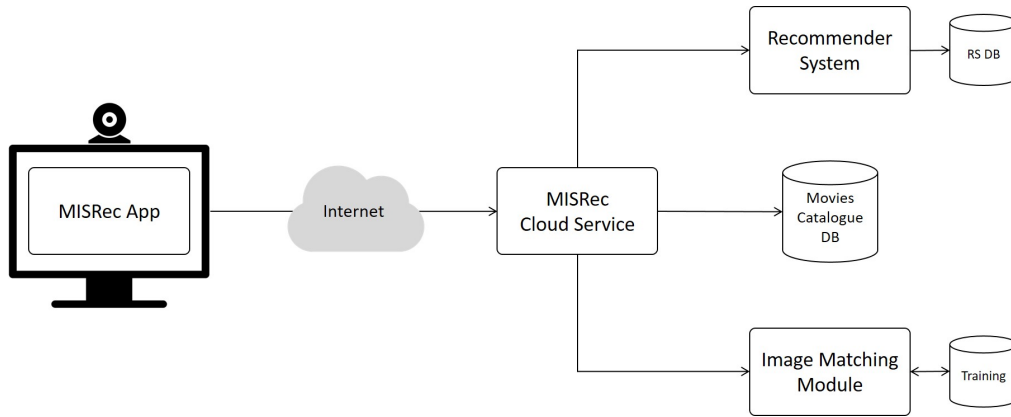 MISRec App
Internet
MISRec
Cloud Service
Recommender
System
RS DB
Movies
Catalogue
DB
Image Matching
Module
Training